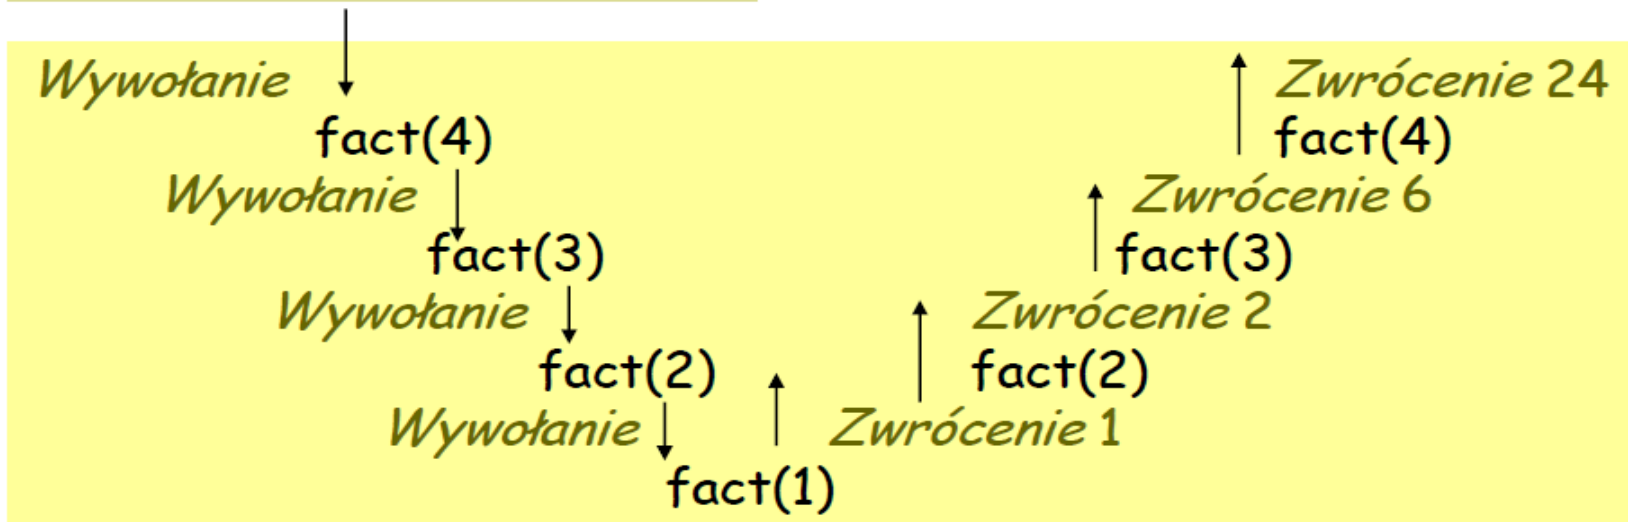 Wywołanie Zwrócenie 24
fact(4) fact(4)
Wywołanie Zwrócenie 6
fact(3) fact(3)
Wywołanie Zwrócenie 2
fact(2) fact(2)
Wywołanie Zwrócenie 1
fact(1)